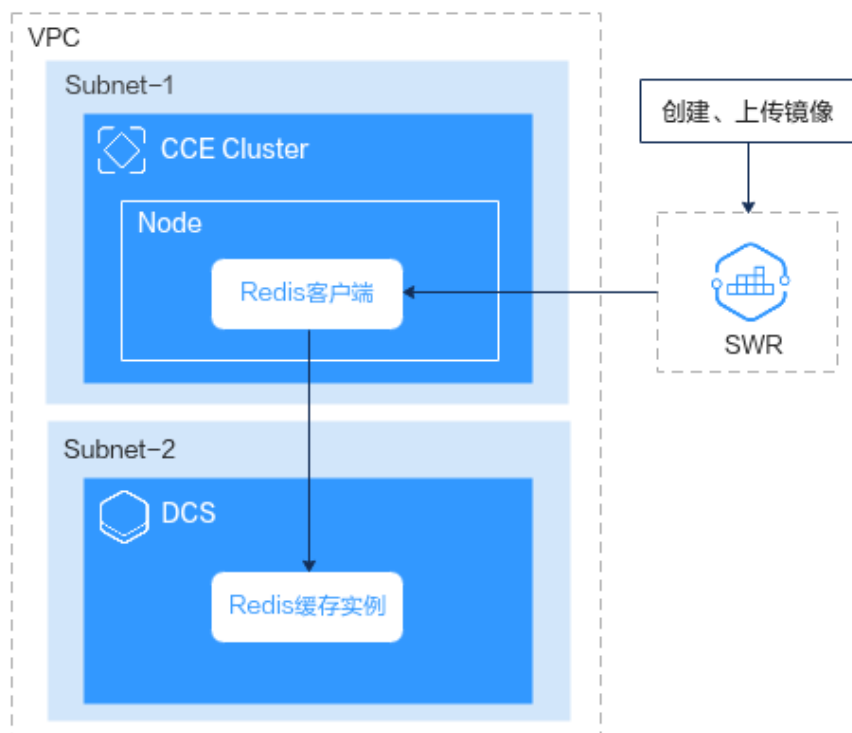 VPC
Subnet-1
CCE Cluster
Node
Redis客户端
创建、上传镜像
SWR
Subnet-2
DCS
Redis缓存实例